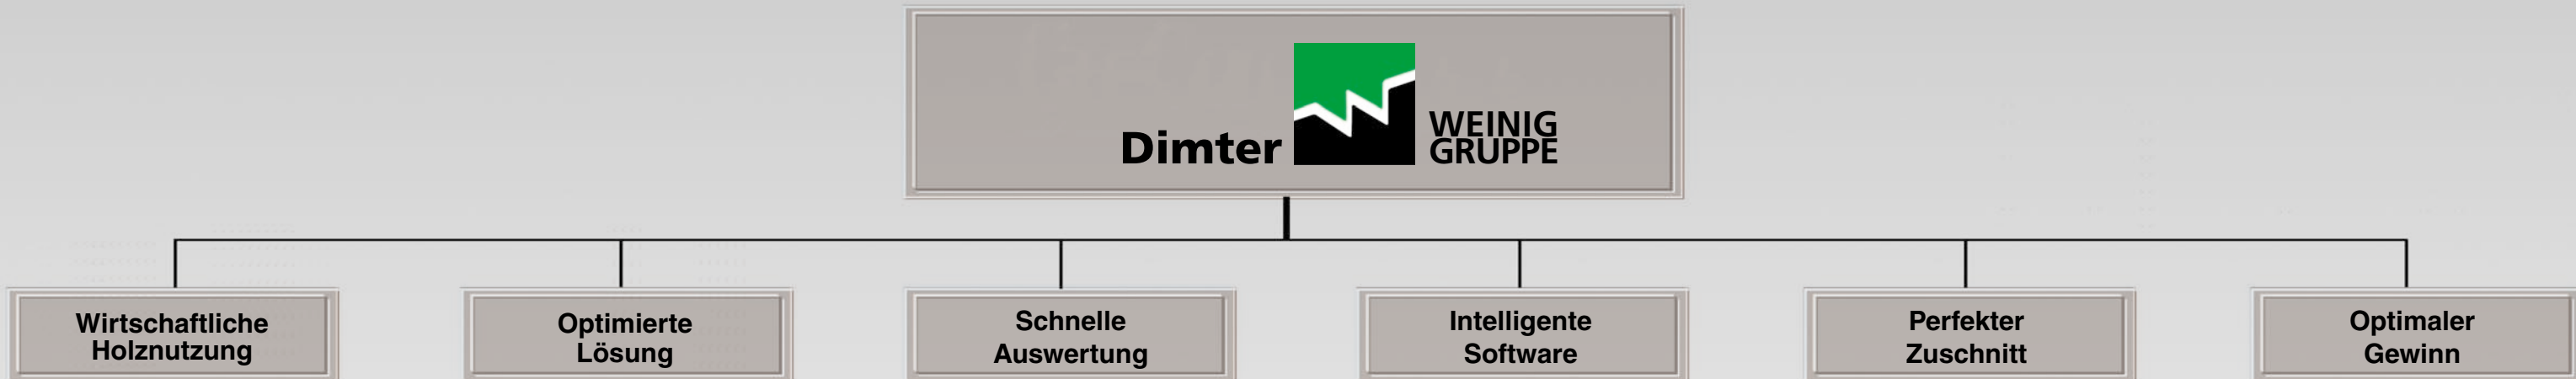 Dimter
WEINIG
GRUPPE
Wirtschaftliche
Holznutzung
Optimierte
Lösung
Schnelle
Auswertung
Intelligente
Software
Perfekter
Zuschnitt
Optimaler
Gewinn